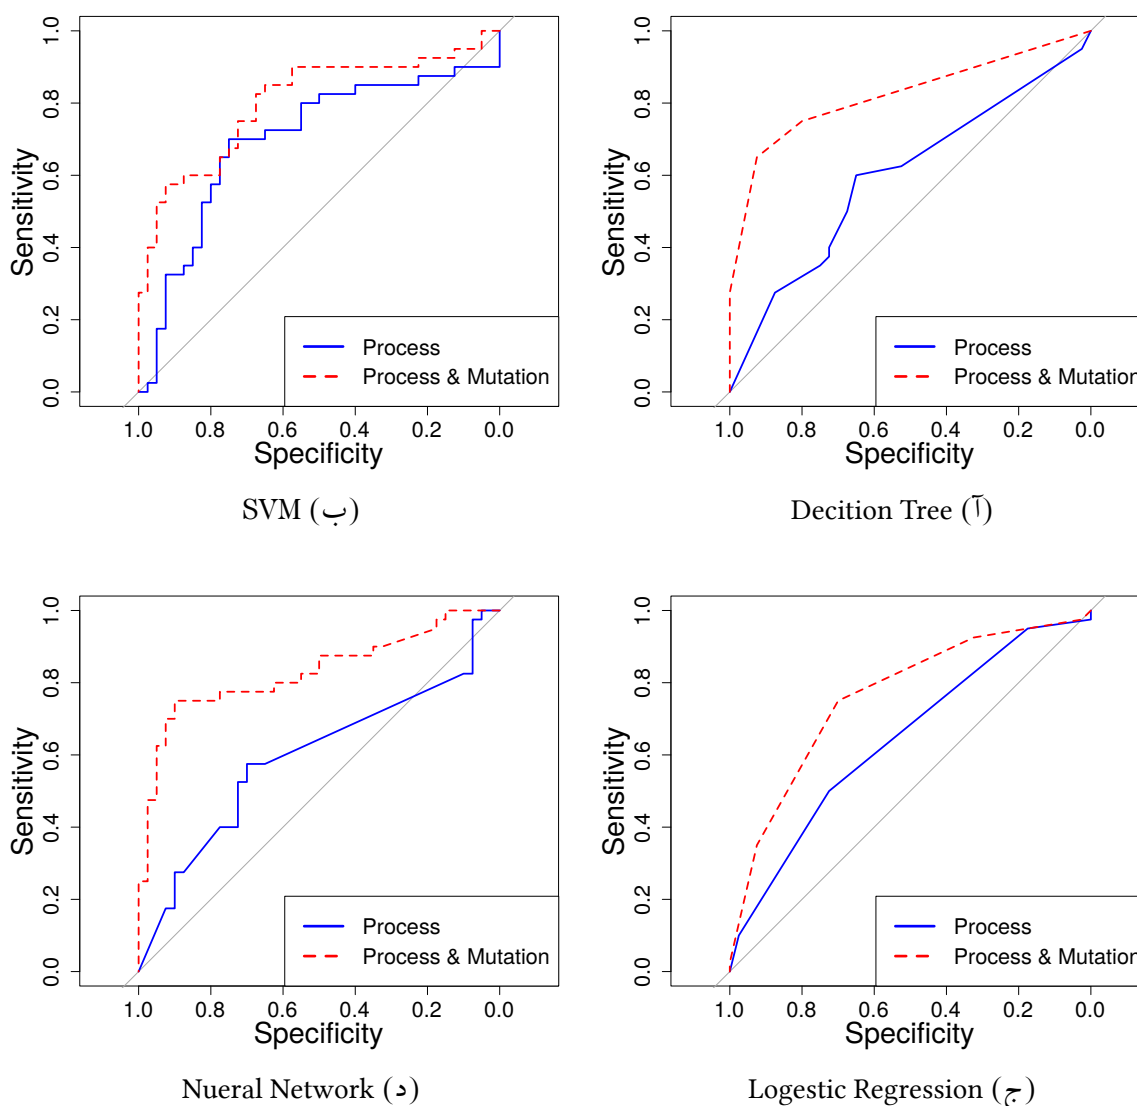 Sensitivity
1.0
0.8
0.6
0.4
0.2
0.0
Process
Process & Mutation
1.0 0.8 0.6 0.4 0.2 0.0
Specificity
SVM (ب)
Sensitivity
1.0
0.8
0.6
0.4
0.2
0.0
Process
Process & Mutation
1.0 0.8 0.6 0.4 0.2 0.0
Specificity
Decition Tree (آ)
Sensitivity
1.0
0.8
0.6
0.4
0.2
0.0
Process
Process & Mutation
1.0 0.8 0.6 0.4 0.2 0.0
Specificity
Nueral Network (د)
Sensitivity
1.0
0.8
0.6
0.4
0.2
0.0
Process
Process & Mutation
1.0 0.8 0.6 0.4 0.2 0.0
Specificity
Logestic Regression (ج)